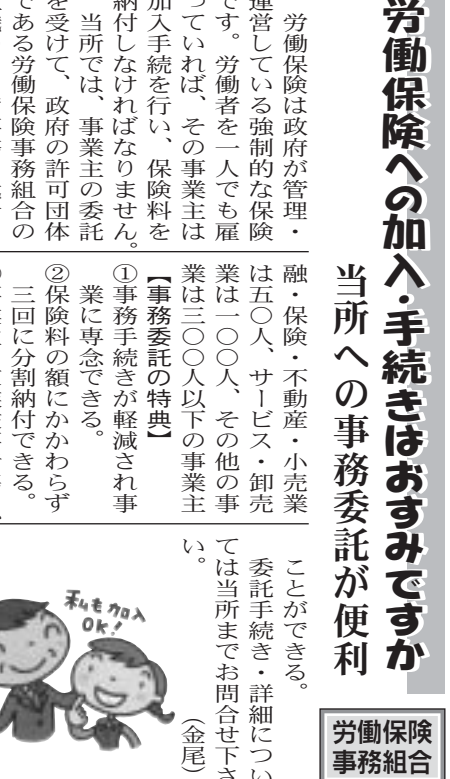 労働保険への加入・手続きはおすみですか
当所への事務委託が便利
労働保険
事務組合
労働保険は政府が管理・
運営している強制的な保険
です。労働者を一人でも雇
っていれば、その事業主は
加入手続を行い、保険料を
納付しなければなりません。
当所では、事業主の委託
を受けて、政府の許可団体
である労働保険事務組合の
融・保険・不動産・小売業
は五〇人、サービス・卸売
業は一〇〇人、その他の事
業は三〇〇人以下の事業主
【事務委託の特典】
①事務手続きが軽減され事
業に専念できる。
②保険料の額にかかわらず
三回に分割納付できる。
ことができる。
委託手続き・詳細につい
ては当所までお問合せ下さ
い。
(金尾)
私も加入
OK!